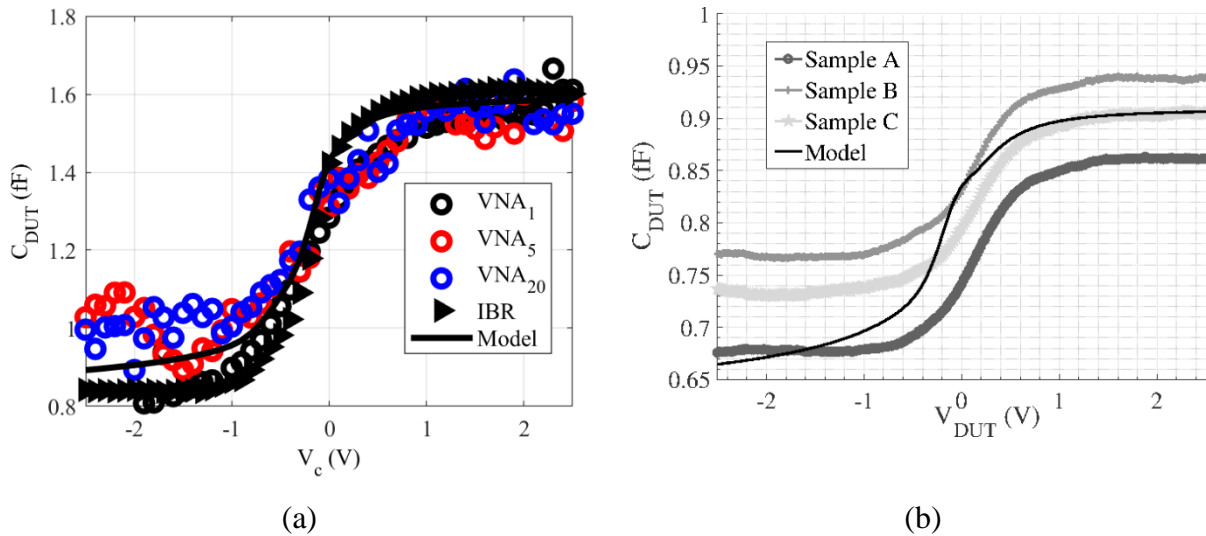 1.8
1.6
1.4
1.2
1
0.8
C_DUT (fF)
-2
-1
0
1
2
V_c (V)
VNA_1
VNA_5
VNA_20
IBR
Model
(a)
1
0.95
0.9
0.85
0.8
0.75
0.7
0.65
C_DUT (fF)
-2
-1
0
1
2
V_DUT (V)
Sample A
Sample B
Sample C
Model
(b)